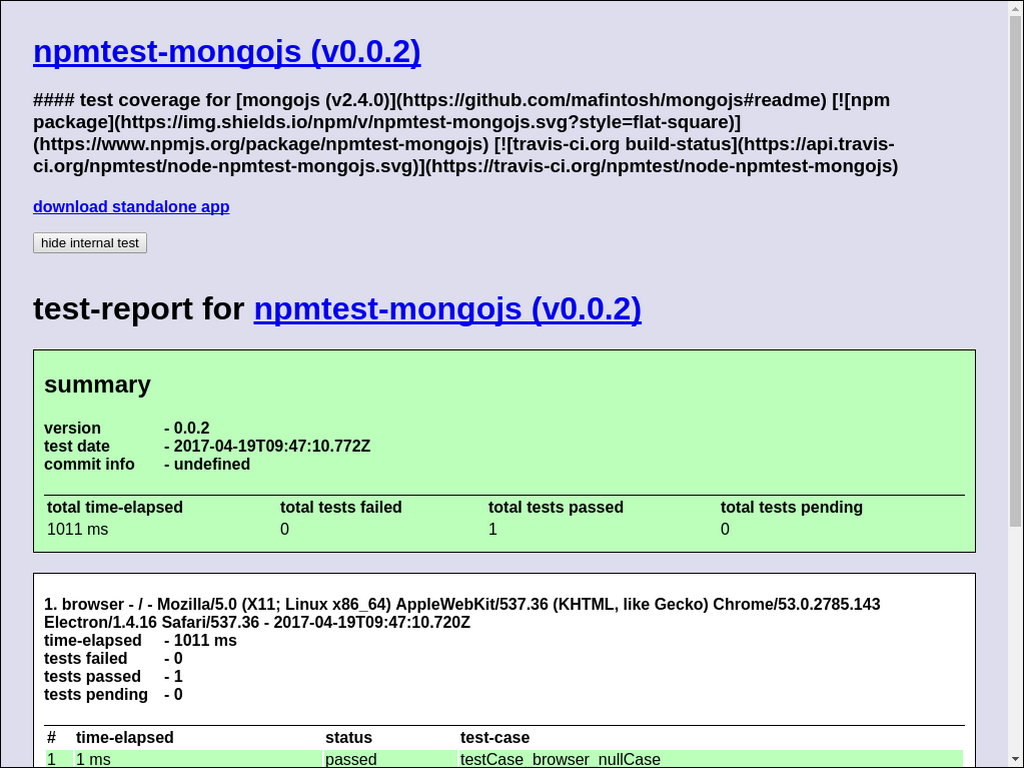 npmtest-mongojs (v0.0.2)
#### test coverage for [mongojs (v2.4.0)](https://github.com/mafintosh/mongojs#readme) [![npm
package](https://img.shields.io/npm/v/npmtest-mongojs.svg?style=flat-square)]
(https://www.npmjs.org/package/npmtest-mongojs) [![travis-ci.org build-status](https://api.travis-
ci.org/npmtest/node-npmtest-mongojs.svg)](https://travis-ci.org/npmtest/node-npmtest-mongojs)
download standalone app
hide internal test
test-report for npmtest-mongojs (v0.0.2)
summary
version - 0.0.2
test date - 2017-04-19T09:47:10.772Z
commit info - undefined
total time-elapsed total tests failed total tests passed total tests pending
1011 ms 0 1 0
1. browser - / - Mozilla/5.0 (X11; Linux x86_64) AppleWebKit/537.36 (KHTML, like Gecko) Chrome/53.0.2785.143
Electron/1.4.16 Safari/537.36 - 2017-04-19T09:47:10.720Z
time-elapsed - 1011 ms
tests failed - 0
tests passed - 1
tests pending - 0
# time-elapsed status test-case
1 1 ms passed testCase_browser_nullCase